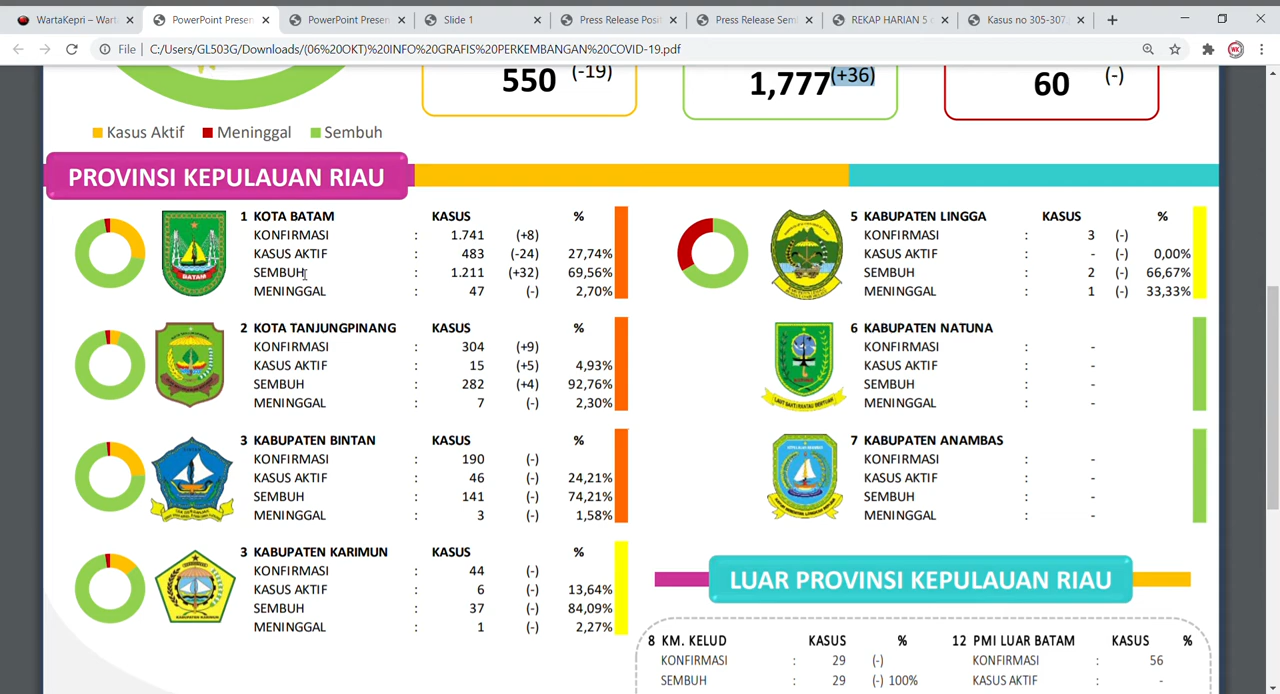 WartaKepri – Warta
PowerPoint Presen
PowerPoint Presen
Slide 1
Press Release Posit
Press Release Sem
REKAP HARIAN 5
Kasus no 305-307,
File
C:/Users/GL503G/Downloads/(06%20OKT)%20INFO%20GRAFIS%20PERKEMBANGAN%20COVID-19.pdf
550 (-19)
1,777 (+36)
60 (-)
Kasus Aktif Meninggal Sembuh
PROVINSI KEPULAUAN RIAU
1 KOTA BATAM KASUS %
KONFIRMASI : 1.741 (+8)
KASUS AKTIF : 483 (-24) 27,74%
SEMBUH : 1.211 (+32) 69,56%
MENINGGAL : 47 (-) 2,70%
BATAM
2 KOTA TANJUNGPINANG KASUS %
KONFIRMASI : 304 (+9)
KASUS AKTIF : 15 (+5) 4,93%
SEMBUH : 282 (+4) 92,76%
MENINGGAL : 7 (-) 2,30%
3 KABUPATEN BINTAN KASUS %
KONFIRMASI : 190 (-)
KASUS AKTIF : 46 (-) 24,21%
SEMBUH : 141 (-) 74,21%
MENINGGAL : 3 (-) 1,58%
3 KABUPATEN KARIMUN KASUS %
KONFIRMASI : 44 (-)
KASUS AKTIF : 6 (-) 13,64%
SEMBUH : 37 (-) 84,09%
MENINGGAL : 1 (-) 2,27%
KABUPATEN KARIMUN
5 KABUPATEN LINGGA KASUS %
KONFIRMASI : 3 (-)
KASUS AKTIF : - (-) 0,00%
SEMBUH : 2 (-) 66,67%
MENINGGAL : 1 (-) 33,33%
6 KABUPATEN NATUNA
KONFIRMASI : -
KASUS AKTIF : -
SEMBUH : -
MENINGGAL : -
7 KABUPATEN ANAMBAS
KONFIRMASI : -
KASUS AKTIF : -
SEMBUH : -
MENINGGAL : -
LUAR PROVINSI KEPULAUAN RIAU
8 KM. KELUD KASUS %
KONFIRMASI : 29 (-)
SEMBUH : 29 (-) 100%
12 PMI LUAR BATAM KASUS %
KONFIRMASI : 56
KASUS AKTIF : -